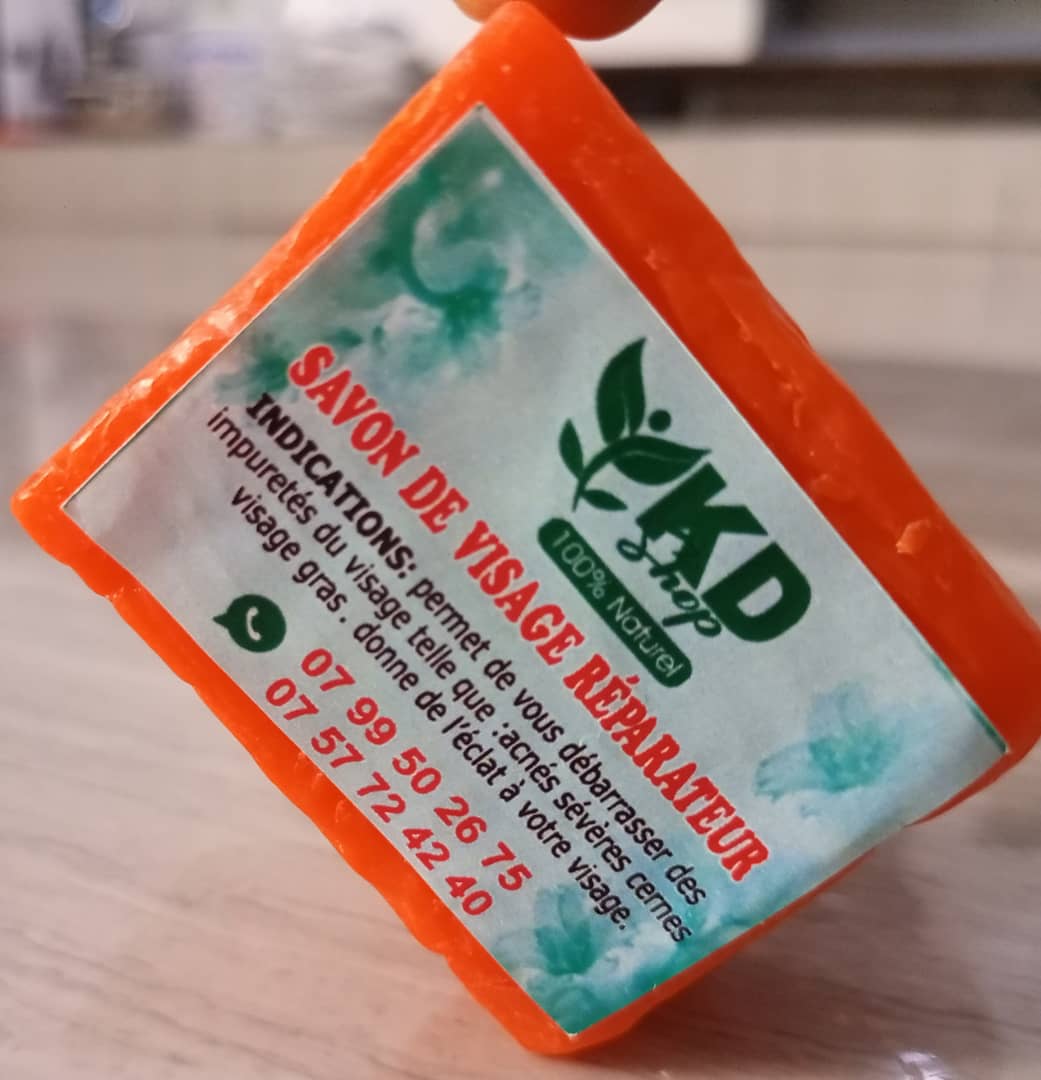 KD
Shop
100% Naturel
SAVON DE VISAGE RÉPARATEUR
INDICATIONS: permet de vous débarrasser des
impuretés du visage telle que :acnés sévères cernes
visage gras . donne de l'éclat à votre visage.
07 99 50 26 75
07 57 72 42 40